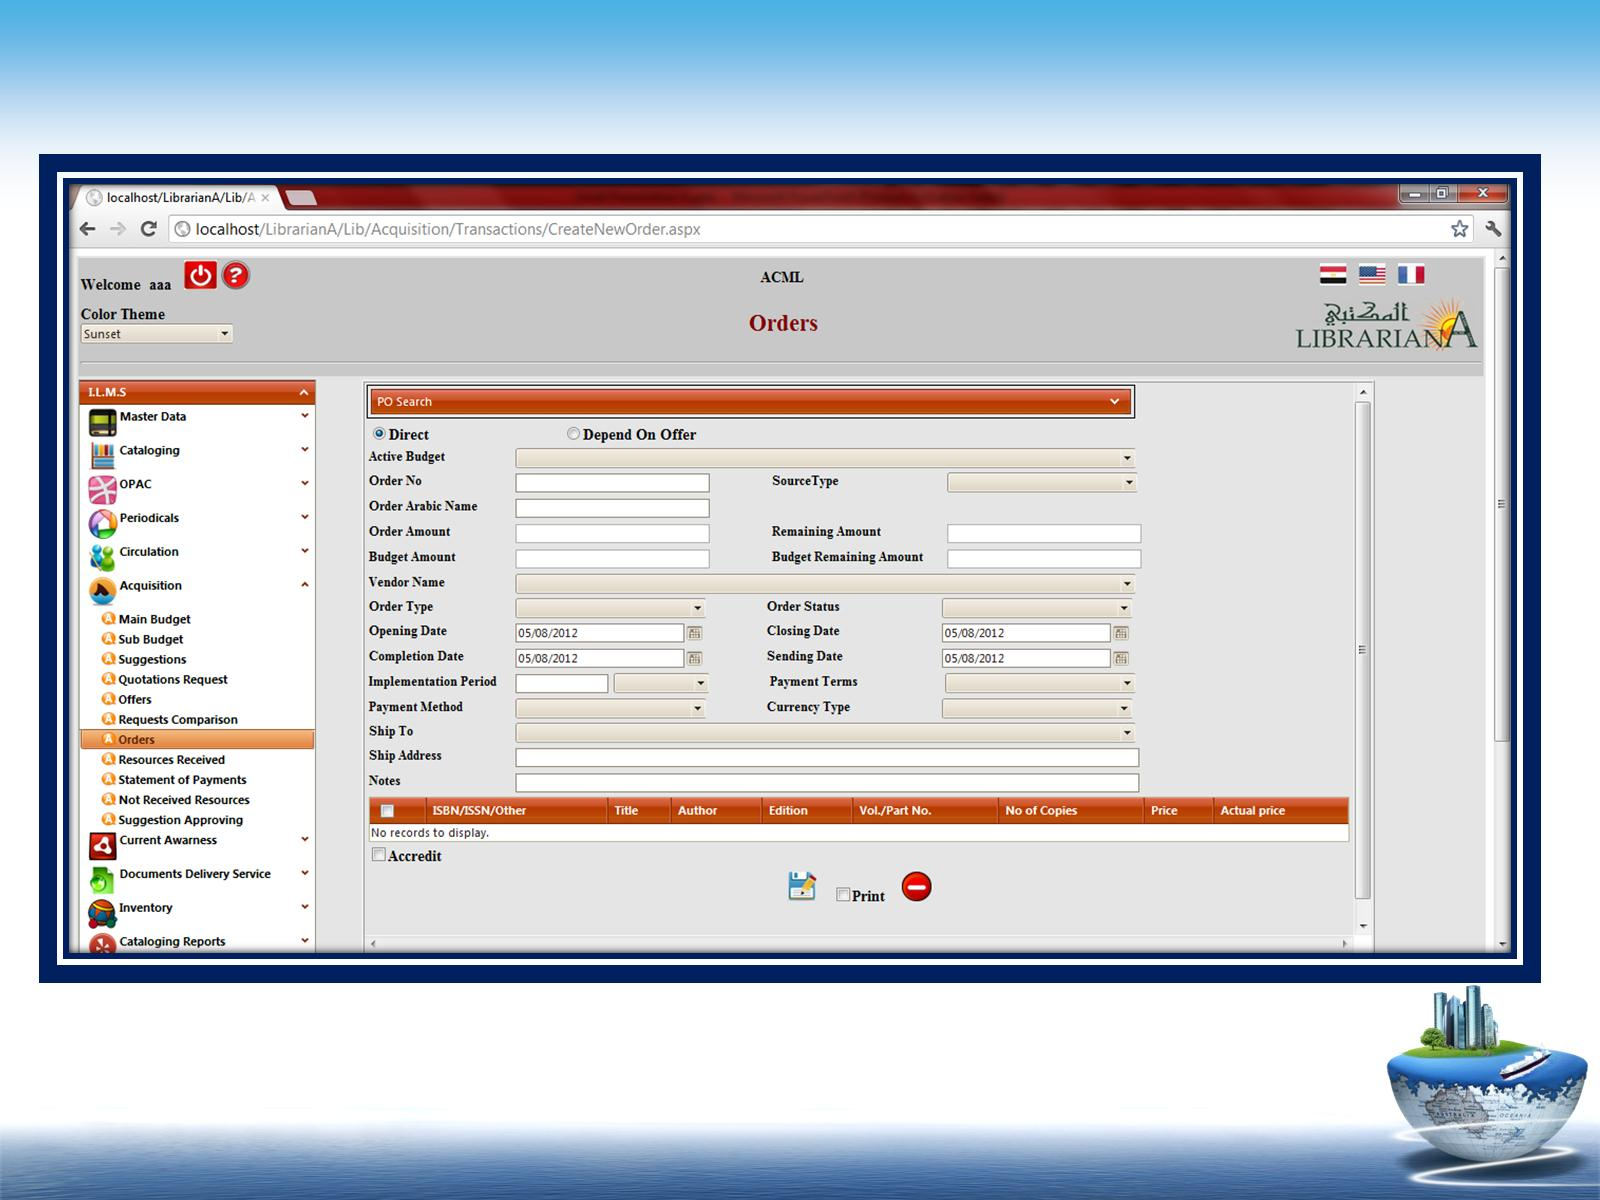 localhost/LibrarianA/Lib/A
localhost/LibrarianA/Lib/Acquisition/Transactions/CreateNewOrder.aspx
Welcome aaa
ACML
Color Theme
Sunset
Orders
المكتبي
LIBRARIANA
I.L.M.S
Master Data
Cataloging
OPAC
Periodicals
Circulation
Acquisition
Main Budget
Sub Budget
Suggestions
Quotations Request
Offers
Requests Comparison
Orders
Resources Received
Statement of Payments
Not Received Resources
Suggestion Approving
Current Awarness
Documents Delivery Service
Inventory
Cataloging Reports
PO Search
Direct Depend On Offer
Active Budget
Order No SourceType
Order Arabic Name
Order Amount Remaining Amount
Budget Amount Budget Remaining Amount
Vendor Name
Order Type Order Status
Opening Date 05/08/2012 Closing Date 05/08/2012
Completion Date 05/08/2012 Sending Date 05/08/2012
Implementation Period Payment Terms
Payment Method Currency Type
Ship To
Ship Address
Notes
ISBN/ISSN/Other Title Author Edition Vol./Part No. No of Copies Price Actual price
No records to display.
Accredit
Print
AUSTRALIA
OCEANIA